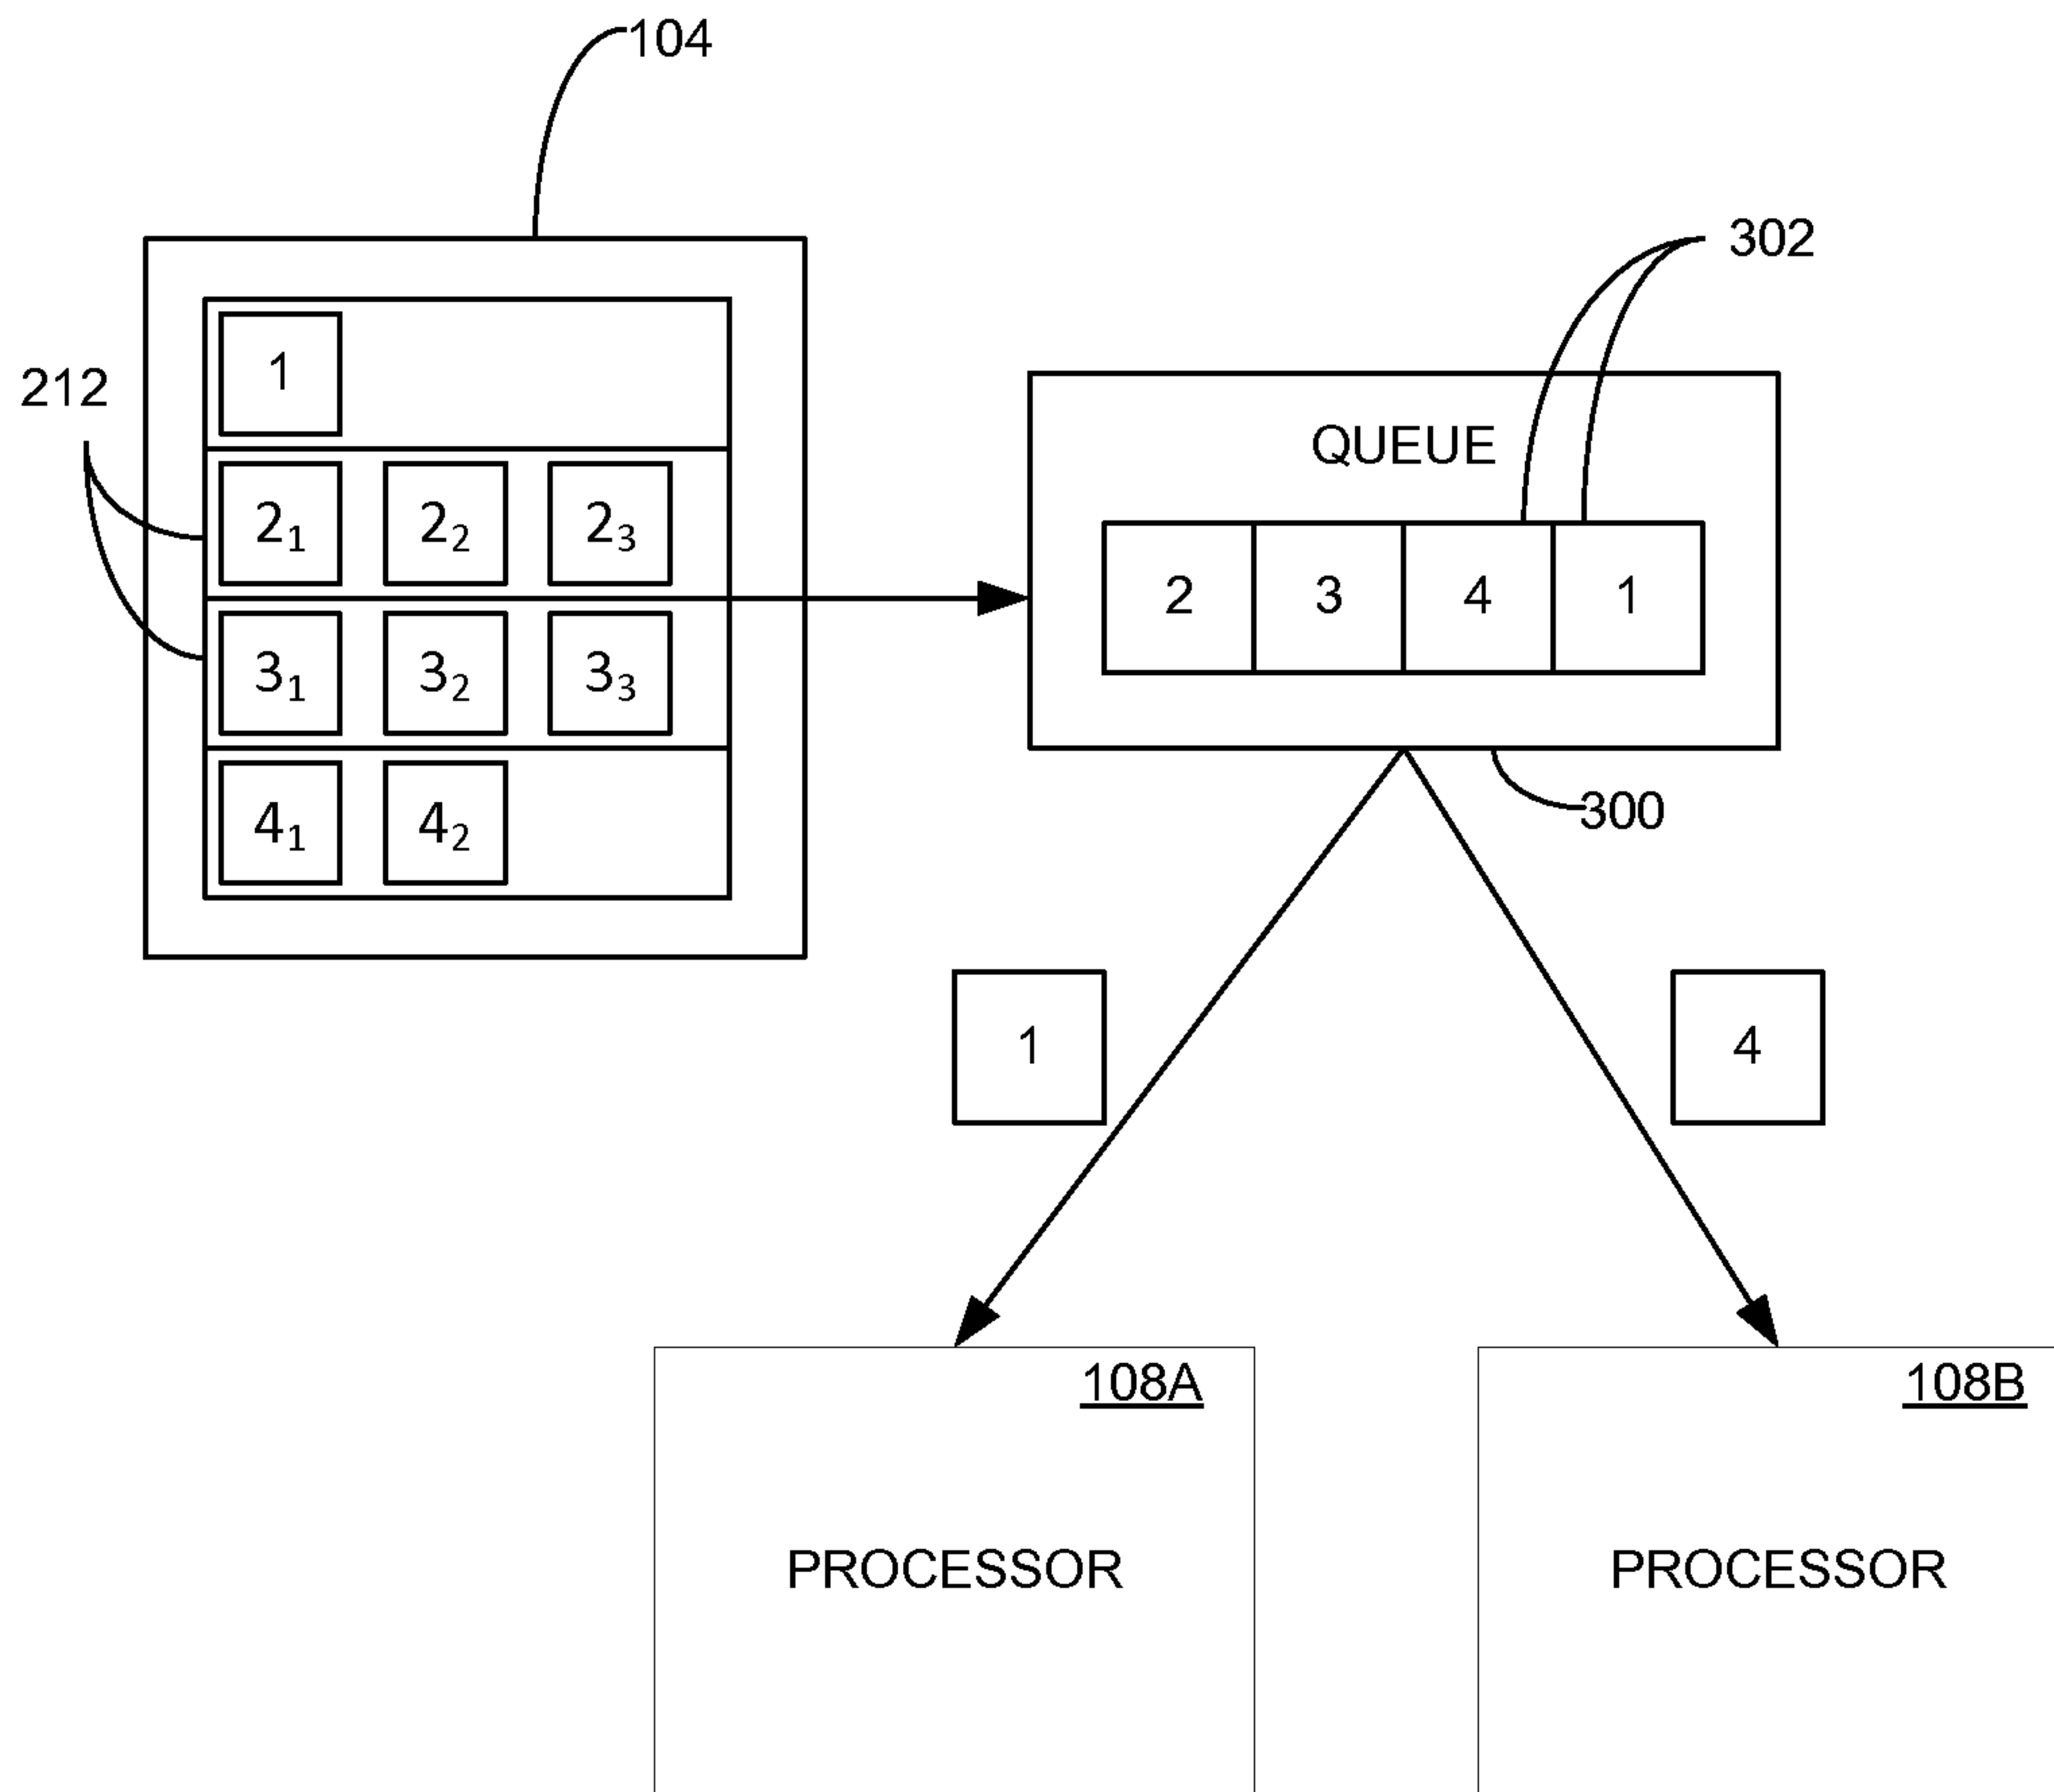 104
302
212
1
QUEUE
2₁ 2₂ 2₃
2 3 4 1
3₁ 3₂ 3₃
300
4₁ 4₂
1
4
108A
108B
PROCESSOR
PROCESSOR